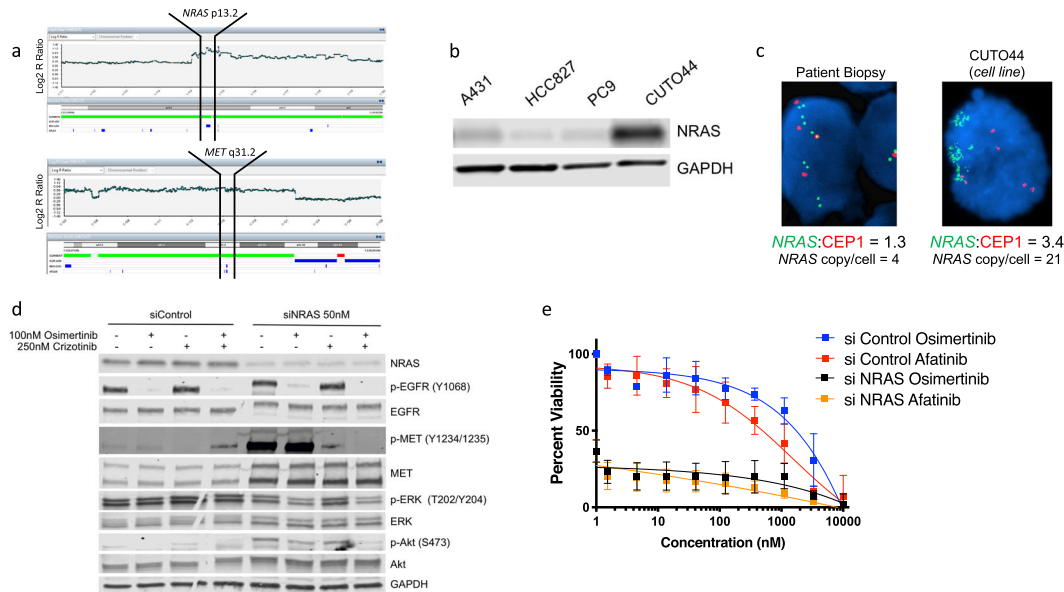 a
NRAS p13.2
Log2 R Ratio
Log R Ratio
MET q31.2
Log2 R Ratio
Log R Ratio
b
A431
HCC827
PC9
CUTO44
NRAS
GAPDH
c
Patient Biopsy
CUTO44
(cell line)
NRAS:CEP1 = 1.3
NRAS copy/cell = 4
NRAS:CEP1 = 3.4
NRAS copy/cell = 21
d
siControl
siNRAS 50nM
100nM Osimertinib - + - + - + - +
250nM Crizotinib - - + + - - + +
NRAS
p-EGFR (Y1068)
EGFR
p-MET (Y1234/1235)
MET
p-ERK (T202/Y204)
ERK
p-Akt (S473)
Akt
GAPDH
e
si Control Osimertinib
si Control Afatinib
si NRAS Osimertinib
si NRAS Afatinib
Percent Viability
100
50
0
1 10 100 1000 10000
Concentration (nM)